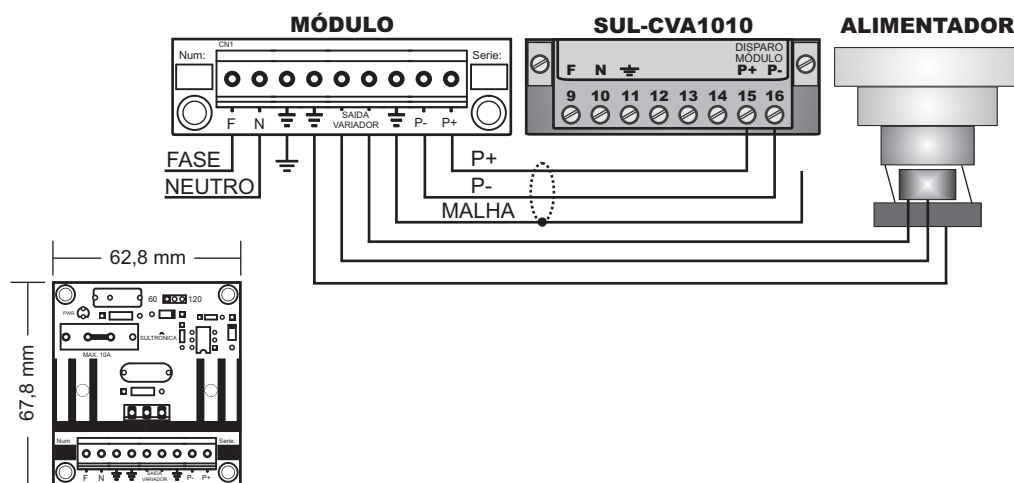 MÓDULO
SUL-CVA1010
ALIMENTADOR
CN1
Num:
Serie:
F N SAIDA VARIADOR P- P+
DISPARO
MÓDULO
F N P+ P-
9 10 11 12 13 14 15 16
FASE
NEUTRO
P+
P-
MALHA
62,8 mm
67,8 mm
60 120
PWR
SULTRÔNICA
MAX. 10A
Num:
Serie:
F N SAIDA VARIADOR P- P+